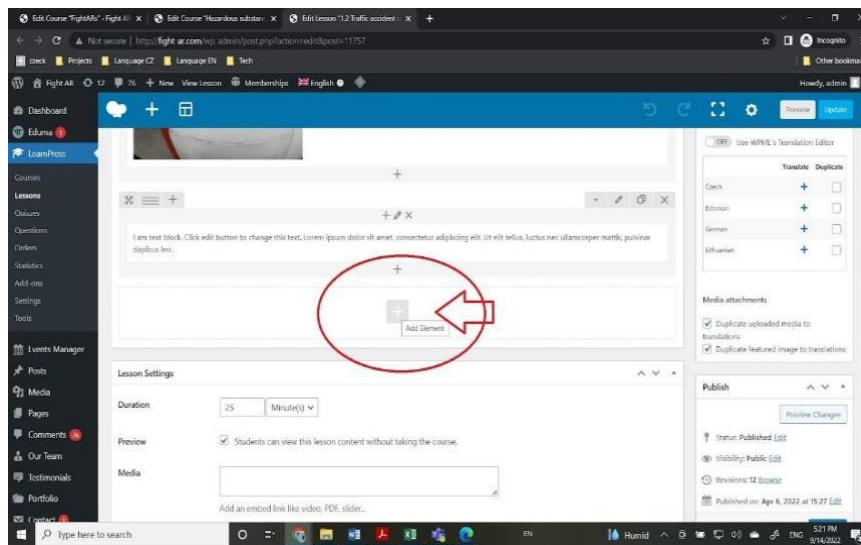 Edit Course "FightARs" - Fight AR
Edit Course "Hazardous substanc
Edit Lesson "1.2 Traffic accident
Not secure | http://fight-ar.com/wp-admin/post.php?action=edit&post=11757
Incognito
czeck
Projects
Language CZ
Language EN
Tech
Other bookmar
Fight AR
12
76
New
View Lesson
Memberships
English
Howdy, admin
Dashboard
Eduma 1
LearnPress
Courses
Lessons
Quizzes
Questions
Orders
Statistics
Add-ons
Settings
Tools
Events Manager
Posts
Media
Pages
Comments
Our Team
Testimonials
Portfolio
Contact
Preview
Update
I am text block. Click edit button to change this text. Lorem ipsum dolor sit amet, consectetur adipiscing elit. Ut elit tellus, luctus nec ullamcorper mattis, pulvinar
dapibus leo.
Add Element
Lesson Settings
Duration
25
Minute(s)
Preview
Students can view this lesson content without taking the course.
Media
Add an embed link like video, PDF, slider...
OFF
Use WPML's Translation Editor
Translate Duplicate
Czech
Estonian
German
Lithuanian
Media attachments
Duplicate uploaded media to
translations
Duplicate featured image to translations
Publish
Preview Changes
Status: Published Edit
Visibility: Public Edit
Revisions: 12 Browse
Published on: Apr 6, 2022 at 15:27 Edit
Type here to search
EN
Humid
ENG
5:21 PM
9/14/2022